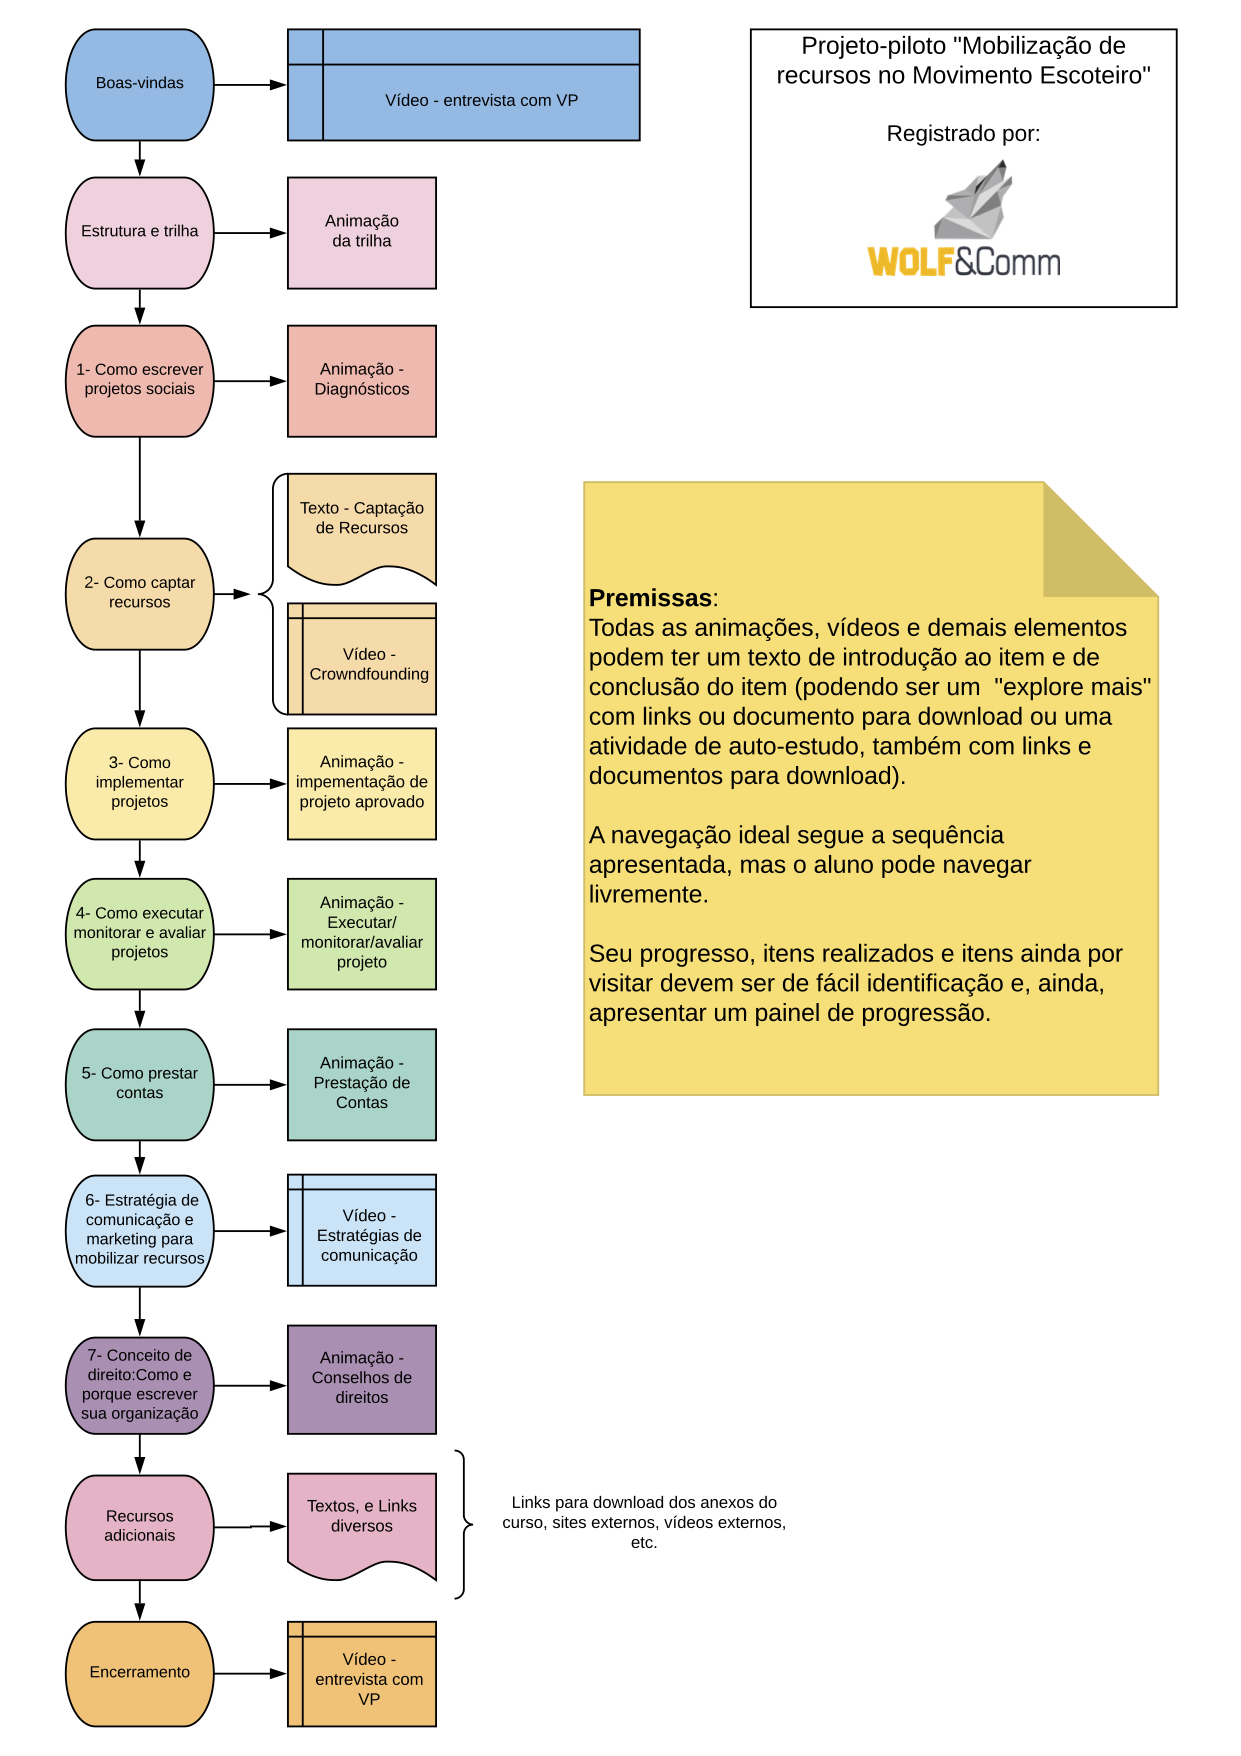 Boas-vindas
Vídeo - entrevista com VP
Projeto-piloto "Mobilização de
recursos no Movimento Escoteiro"
Registrado por:
WOLF&Comm
Estrutura e trilha
Animação
da trilha
1- Como escrever
projetos sociais
Animação -
Diagnósticos
2- Como captar
recursos
Texto - Captação
de Recursos
Vídeo -
Crowndfounding
3- Como
implementar
projetos
Animação -
impementação de
projeto aprovado
4- Como executar
monitorar e avaliar
projetos
Animação -
Executar/
monitorar/avaliar
projeto
5- Como prestar
contas
Animação -
Prestação de
Contas
6- Estratégia de
comunicação e
marketing para
mobilizar recursos
Vídeo -
Estratégias de
comunicação
7- Conceito de
direito:Como e
porque escrever
sua organização
Animação -
Conselhos de
direitos
Recursos
adicionais
Textos, e Links
diversos
Links para download dos anexos do
curso, sites externos, vídeos externos,
etc.
Encerramento
Vídeo -
entrevista com
VP
Premissas:
Todas as animações, vídeos e demais elementos
podem ter um texto de introdução ao item e de
conclusão do item (podendo ser um  "explore mais"
com links ou documento para download ou uma
atividade de auto-estudo, também com links e
documentos para download).
A navegação ideal segue a sequência
apresentada, mas o aluno pode navegar
livremente.
Seu progresso, itens realizados e itens ainda por
visitar devem ser de fácil identificação e, ainda,
apresentar um painel de progressão.